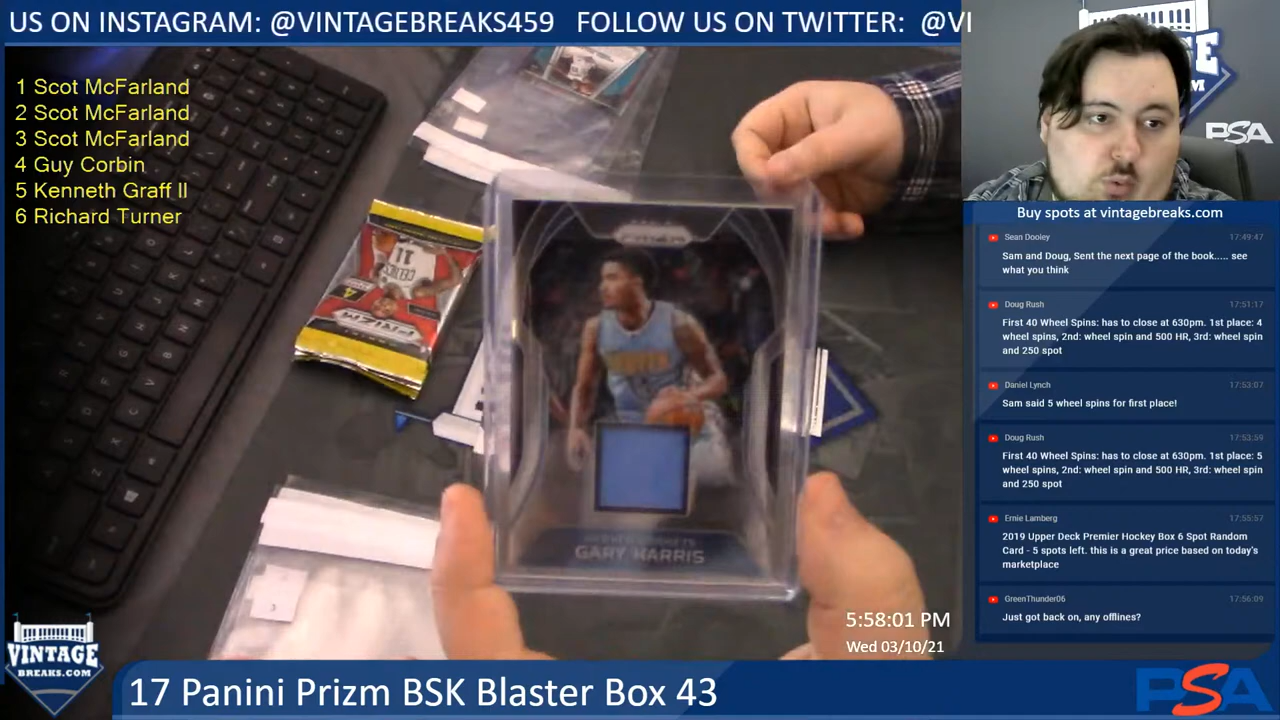 US ON INSTAGRAM: @VINTAGEBREAKS459 FOLLOW US ON TWITTER: @VI
1 Scot McFarland
2 Scot McFarland
3 Scot McFarland
4 Guy Corbin
5 Kenneth Graff II
6 Richard Turner
PSA
Buy spots at vintagebreaks.com
Sean Dooley 17:49:47
Sam and Doug, Sent the next page of the book..... see
what you think
Doug Rush 17:51:17
First 40 Wheel Spins: has to close at 630pm. 1st place: 4
wheel spins, 2nd: wheel spin and 500 HR, 3rd: wheel spin
and 250 spot
Daniel Lynch 17:53:07
Sam said 5 wheel spins for first place!
Doug Rush 17:53:59
First 40 Wheel Spins: has to close at 630pm. 1st place: 5
wheel spins, 2nd: wheel spin and 500 HR, 3rd: wheel spin
and 250 spot
Ernie Lamberg 17:55:57
2019 Upper Deck Premier Hockey Box 6 Spot Random
Card - 5 spots left. this is a great price based on today's
marketplace
GreenThunder06 17:56:09
Just got back on, any offlines?
PRIZM
11
PRIZM
4
GARY HARRIS
3
5:58:01 PM
Wed 03/10/21
VINTAGE
BREAKS.COM
17 Panini Prizm BSK Blaster Box 43
PSA